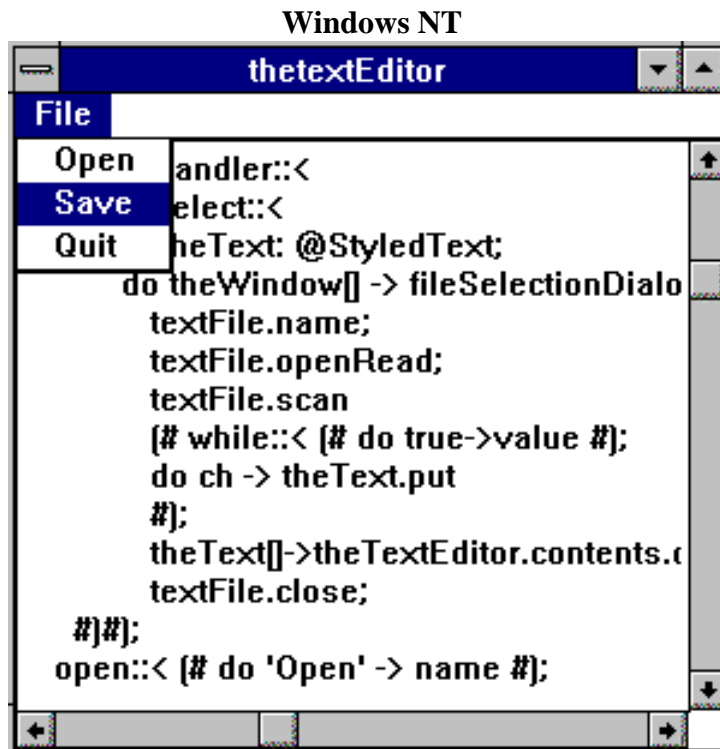 Windows NT
thetextEditor
File
Open
Save
Quit
andler::<
elect::<
heText: @StyledText;
do theWindow[] -> fileSelectionDialo
textFile.name;
textFile.openRead;
textFile.scan
(# while::< (# do true->value #);
do ch -> theText.put
#);
theText[]->theTextEditor.contents.
textFile.close;
#)#);
open::< (# do 'Open' -> name #);